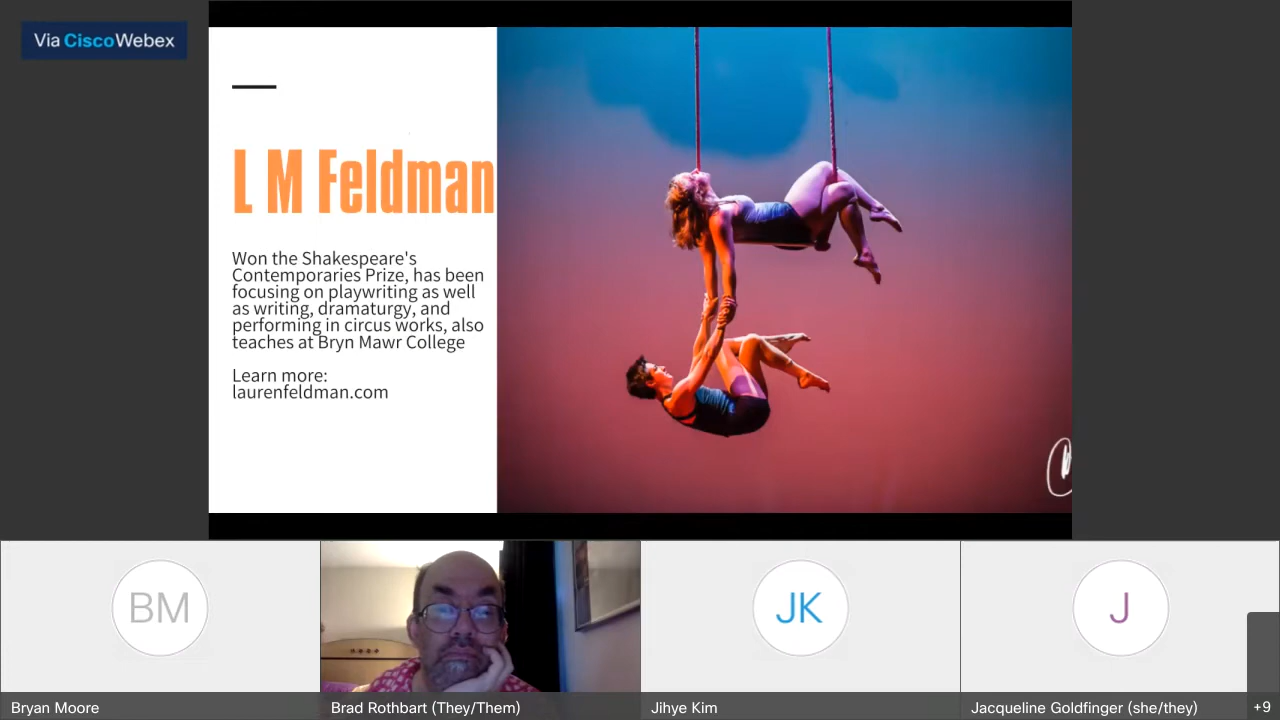 Via Cisco Webex
L M Feldman
Won the Shakespeare's
Contemporaries Prize, has been
focusing on playwriting as well
as writing, dramaturgy, and
performing in circus works, also
teaches at Bryn Mawr College
Learn more:
laurenfeldman.com
BM
JK
J
Bryan Moore
Brad Rothbart (They/Them)
Jihye Kim
Jacqueline Goldfinger (she/they)
+9